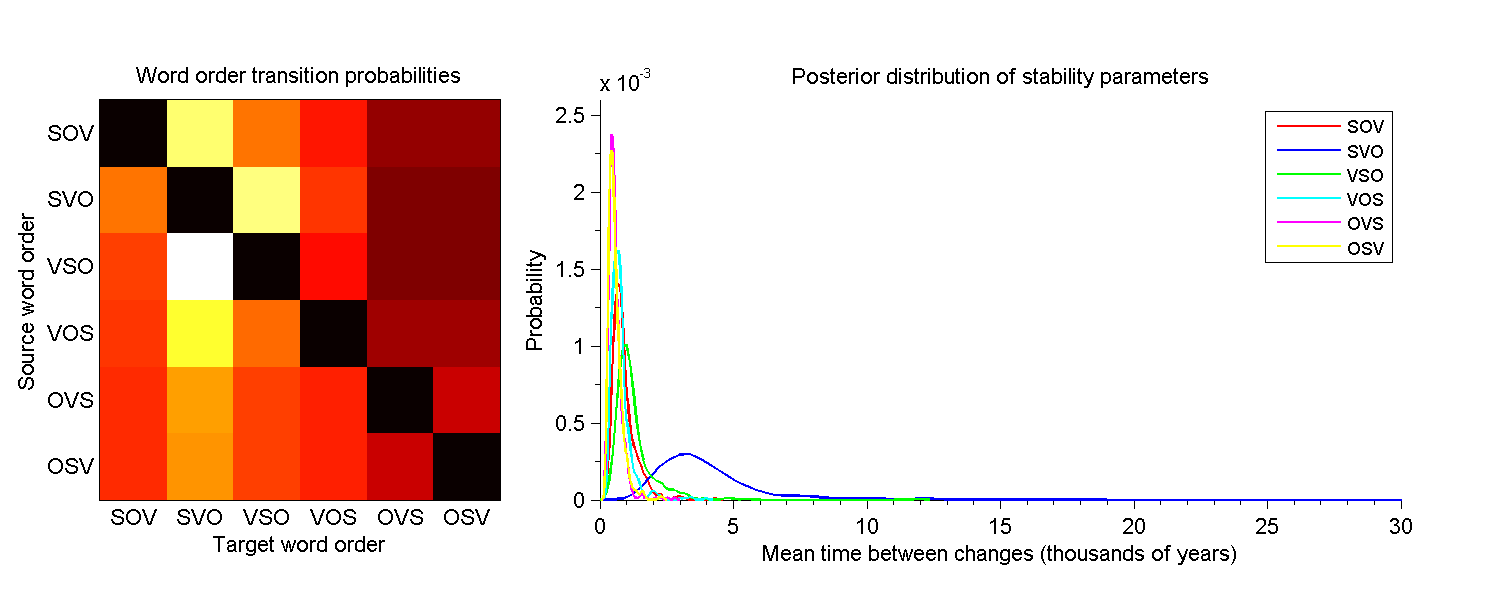 Word order transition probabilities
SOV
SVO
VSO
VOS
OVS
OSV
Source word order
SOV SVO VSO VOS OVS OSV
Target word order
Posterior distribution of stability parameters
x 10-3
2.5
2
1.5
1
0.5
0
Probability
0 5 10 15 20 25 30
Mean time between changes (thousands of years)
SOV
SVO
VSO
VOS
OVS
OSV